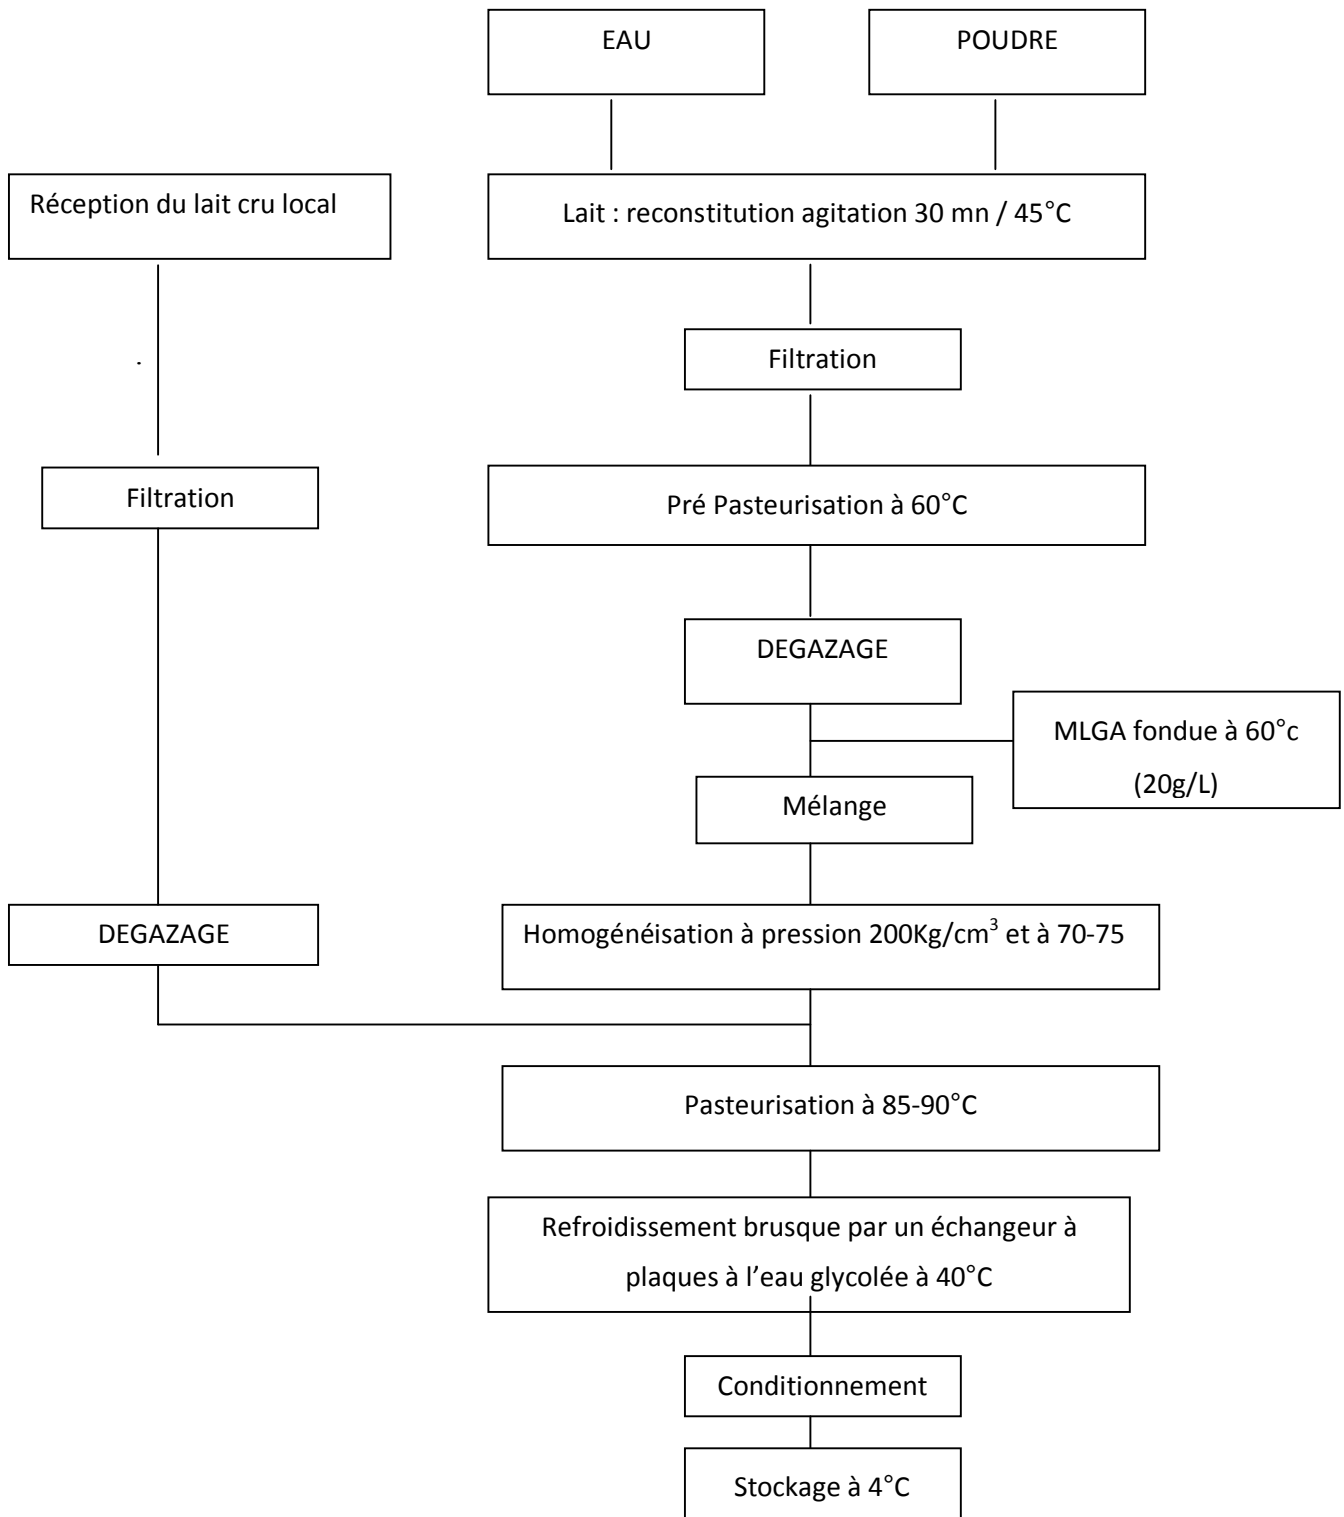 EAU
POUDRE
Réception du lait cru local
Lait : reconstitution agitation 30 mn / 45°C
Filtration
Filtration
Pré Pasteurisation à 60°C
DEGAZAGE
MLGA fondue à 60°c
(20g/L)
Mélange
DEGAZAGE
Homogénéisation à pression 200Kg/cm³ et à 70-75
Pasteurisation à 85-90°C
Refroidissement brusque par un échangeur à
plaques à l’eau glycolée à 40°C
Conditionnement
Stockage à 4°C